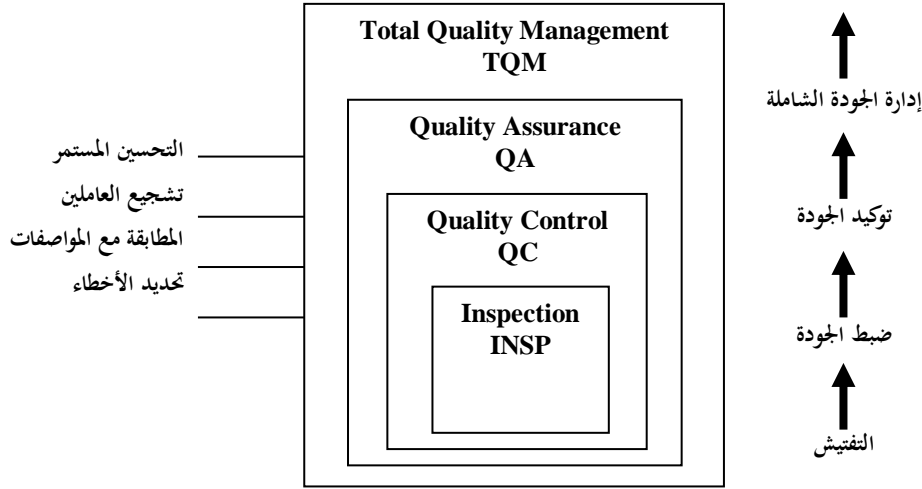 Total Quality Management
TQM
إدارة الجودة الشاملة
Quality Assurance
QA
التحسين المستمر
تشجيع العاملين
توكيد الجودة
Quality Control
QC
المطابقة مع المواصفات
تحديد الأخطاء
Inspection
INSP
ضبط الجودة
التفتيش